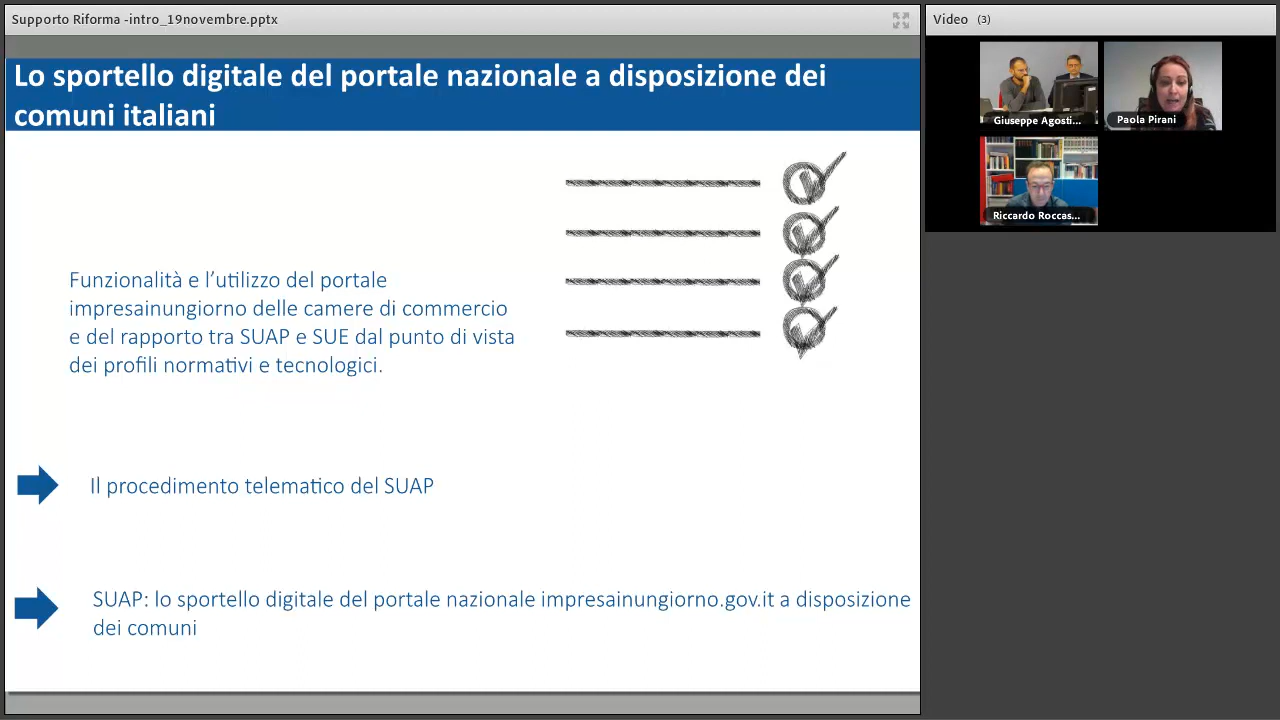 Supporto Riforma -intro_19novembre.pptx
Lo sportello digitale del portale nazionale a disposizione dei
comuni italiani
Funzionalità e l’utilizzo del portale
impresainungiorno delle camere di commercio
e del rapporto tra SUAP e SUE dal punto di vista
dei profili normativi e tecnologici.
Il procedimento telematico del SUAP
SUAP: lo sportello digitale del portale nazionale impresainungiorno.gov.it a disposizione
dei comuni
Video (3)
Giuseppe Agosti...
Paola Pirani
Riccardo Roccas...